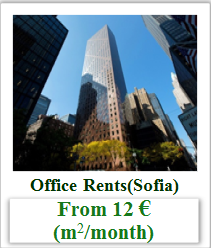 Office Rents(Sofia)
From 12 €
(m²/month)